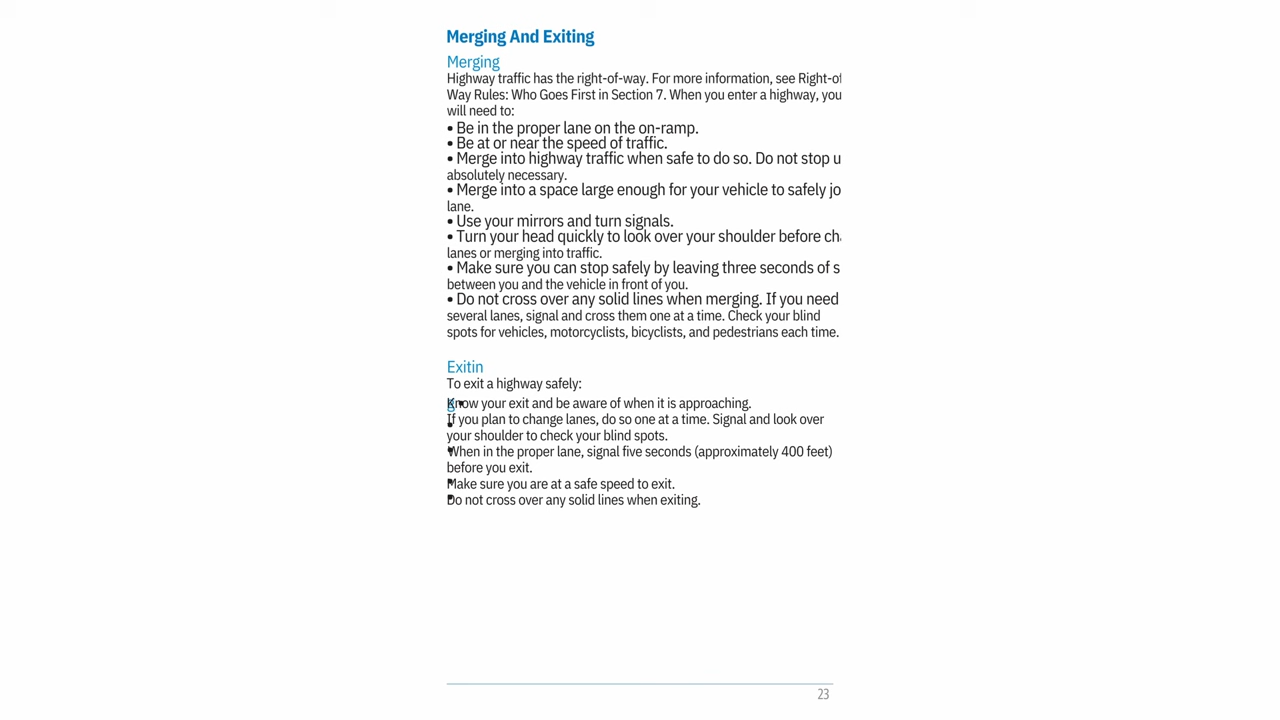 Merging And Exiting
Merging
Highway traffic has the right-of-way. For more information, see Right-of
Way Rules: Who Goes First in Section 7. When you enter a highway, you
will need to:
• Be in the proper lane on the on-ramp.
• Be at or near the speed of traffic.
• Merge into highway traffic when safe to do so. Do not stop u
absolutely necessary.
• Merge into a space large enough for your vehicle to safely jo
lane.
• Use your mirrors and turn signals.
• Turn your head quickly to look over your shoulder before ch
lanes or merging into traffic.
• Make sure you can stop safely by leaving three seconds of s
between you and the vehicle in front of you.
• Do not cross over any solid lines when merging. If you need
several lanes, signal and cross them one at a time. Check your blind
spots for vehicles, motorcyclists, bicyclists, and pedestrians each time.
Exitin
To exit a highway safely:
g •
Know your exit and be aware of when it is approaching.
• If you plan to change lanes, do so one at a time. Signal and look over
your shoulder to check your blind spots.
• When in the proper lane, signal five seconds (approximately 400 feet)
before you exit.
• Make sure you are at a safe speed to exit.
• Do not cross over any solid lines when exiting.
23